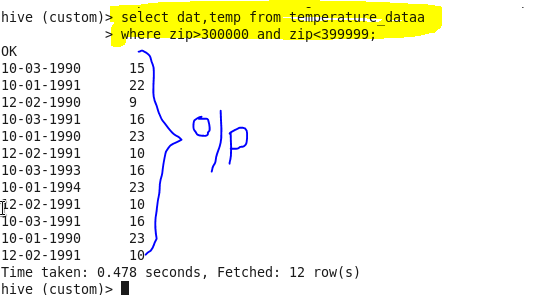 hive (custom)> select dat,temp from temperature_dataa
> where zip>300000 and zip<399999;
OK
10-03-1990 15
10-01-1991 22
12-02-1990 9
10-03-1991 16
10-01-1990 23
12-02-1991 10
10-03-1993 16
10-01-1994 23
12-02-1991 10
10-03-1991 16
10-01-1990 23
12-02-1991 10
o/p
Time taken: 0.478 seconds, Fetched: 12 row(s)
hive (custom)>